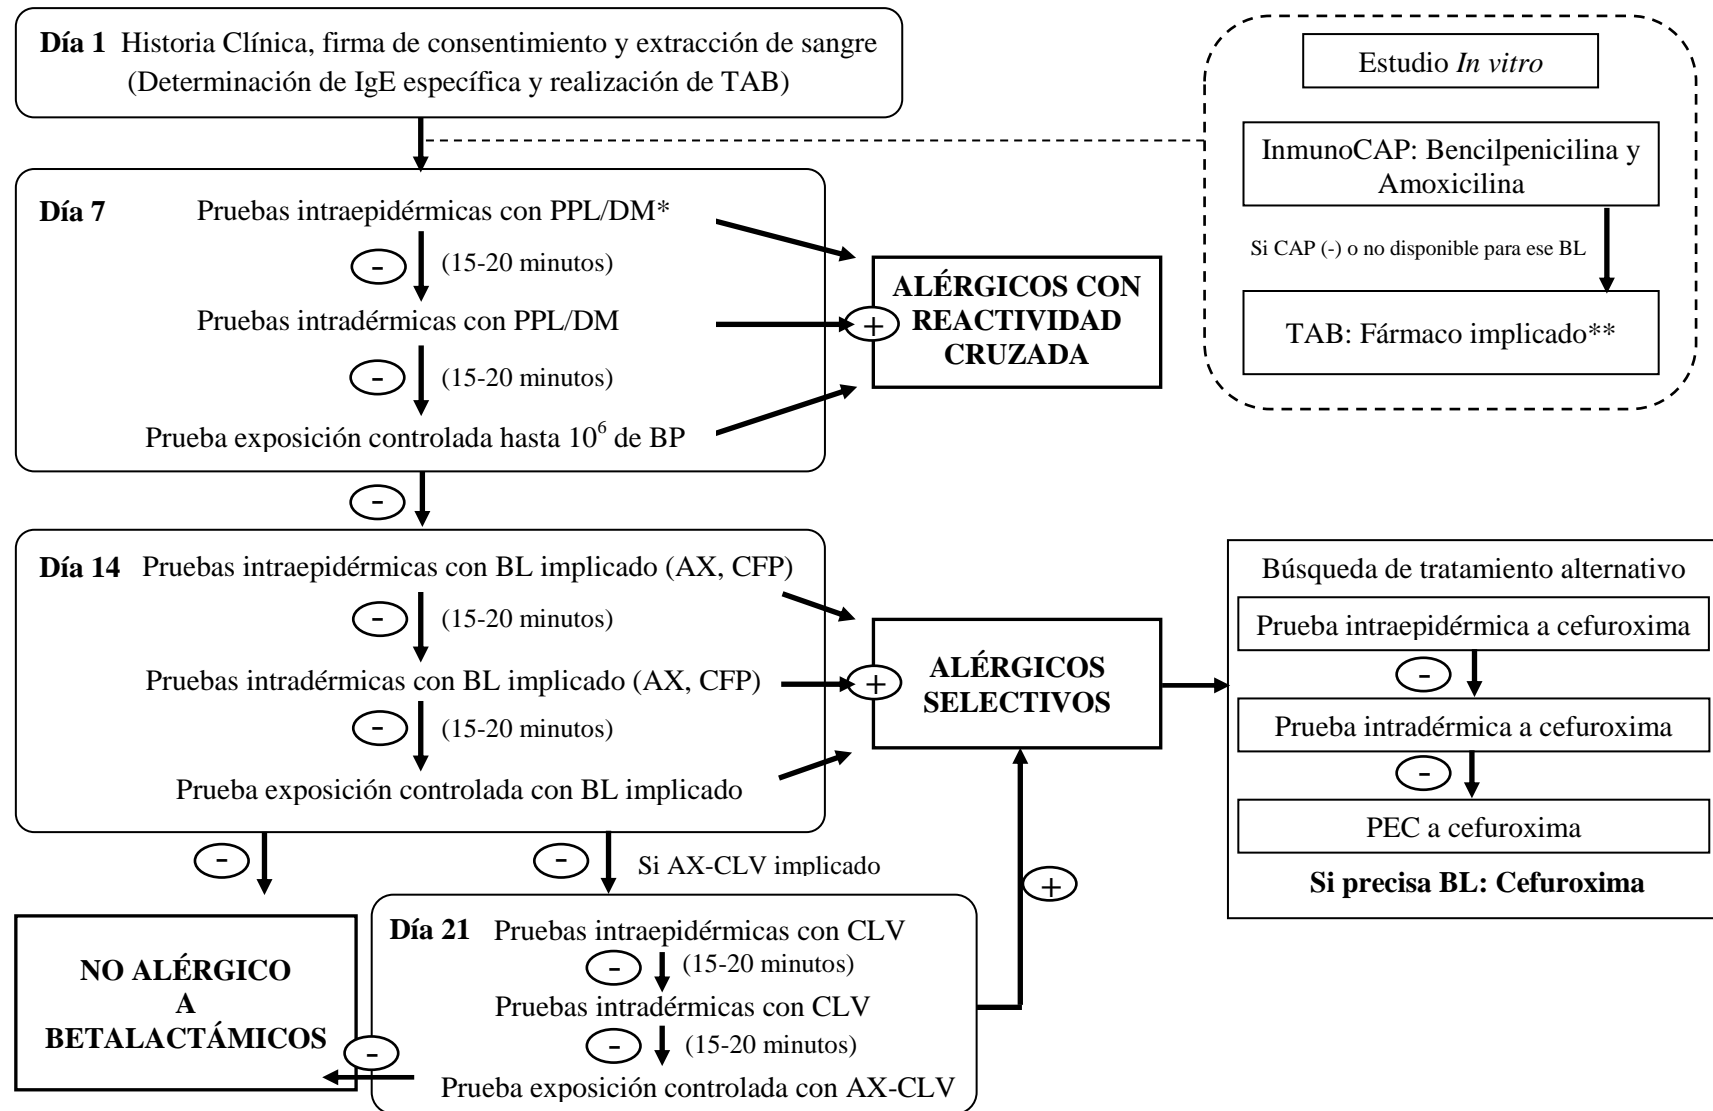 Día 1 Historia Clínica, firma de consentimiento y extracción de sangre
(Determinación de IgE específica y realización de TAB)
Estudio In vitro
InmunoCAP: Bencilpenicilina y
Amoxicilina
Si CAP (-) o no disponible para ese BL
TAB: Fármaco implicado**
Día 7 Pruebas intraepidérmicas con PPL/DM*
- (15-20 minutos)
Pruebas intradérmicas con PPL/DM
- (15-20 minutos)
Prueba exposición controlada hasta 10⁶ de BP
+
ALÉRGICOS CON
REACTIVIDAD
CRUZADA
-
Día 14 Pruebas intraepidérmicas con BL implicado (AX, CFP)
- (15-20 minutos)
Pruebas intradérmicas con BL implicado (AX, CFP)
- (15-20 minutos)
Prueba exposición controlada con BL implicado
+
ALÉRGICOS
SELECTIVOS
Búsqueda de tratamiento alternativo
Prueba intraepidérmica a cefuroxima
-
Prueba intradérmica a cefuroxima
-
PEC a cefuroxima
Si precisa BL: Cefuroxima
-
- Si AX-CLV implicado
+
NO ALÉRGICO
A
BETALACTÁMICOS
-
Día 21 Pruebas intraepidérmicas con CLV
- (15-20 minutos)
Pruebas intradérmicas con CLV
- (15-20 minutos)
Prueba exposición controlada con AX-CLV